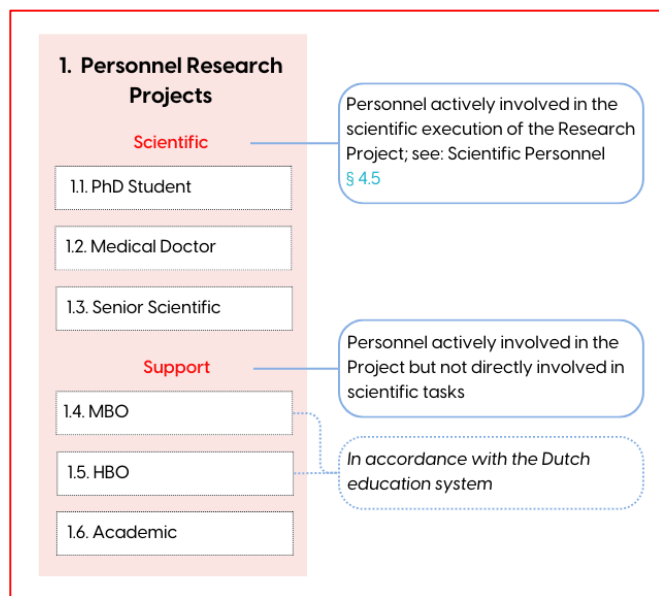 1. Personnel Research
Projects
Scientific
1.1. PhD Student
1.2. Medical Doctor
1.3. Senior Scientific
Support
1.4. MBO
1.5. HBO
1.6. Academic
Personnel actively involved in the
scientific execution of the Research
Project; see: Scientific Personnel
§ 4.5
Personnel actively involved in the
Project but not directly involved in
scientific tasks
In accordance with the Dutch
education system